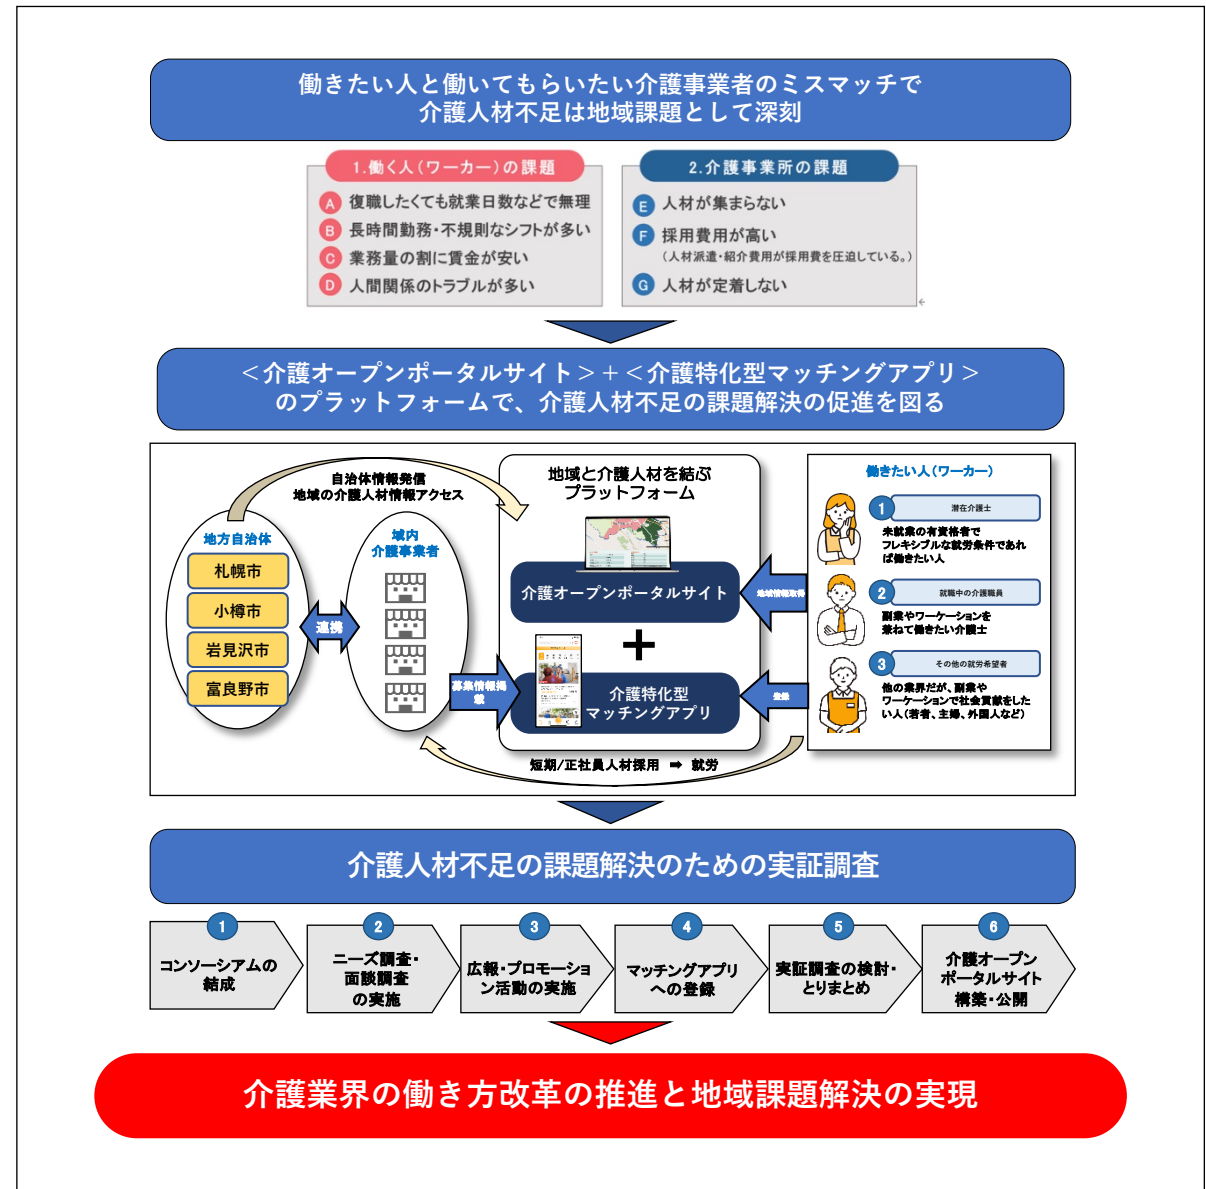 働きたい人と働いてもらいたい介護事業者のミスマッチで
介護人材不足は地域課題として深刻
1.働く人(ワーカー)の課題
A 復職したくても就業日数などで無理
B 長時間勤務・不規則なシフトが多い
C 業務量の割に賃金が安い
D 人間関係のトラブルが多い
2.介護事業所の課題
E 人材が集まらない
F 採用費用が高い
(人材派遣・紹介費用が採用費を圧迫している。)
G 人材が定着しない
<介護オープンポータルサイト>+<介護特化型マッチングアプリ>
のプラットフォームで、介護人材不足の課題解決の促進を図る
自治体情報発信
地域の介護人材情報アクセス
地方自治体
札幌市
小樽市
岩見沢市
富良野市
連携
域内
介護事業者
募集情報掲
載
地域と介護人材を結ぶ
プラットフォーム
介護オープンポータルサイト
+
介護特化型
マッチングアプリ
地域情報取得
登録
働きたい人(ワーカー)
1 潜在介護士
未就業の有資格者で
フレキシブルな就労条件であれ
ば働きたい人
2 就職中の介護職員
副業やワーケーションを
兼ねて働きたい介護士
3 その他の就労希望者
他の業界だが、副業や
ワーケーションで社会貢献をした
い人(若者、主婦、外国人など)
短期/正社員人材採用 ➡ 就労
介護人材不足の課題解決のための実証調査
1
コンソーシアムの
結成
2
ニーズ調査・
面談調査
の実施
3
広報・プロモーショ
ン活動の実施
4
マッチングアプリ
への登録
5
実証調査の検討・
とりまとめ
6
介護オープン
ポータルサイト
構築・公開
介護業界の働き方改革の推進と地域課題解決の実現